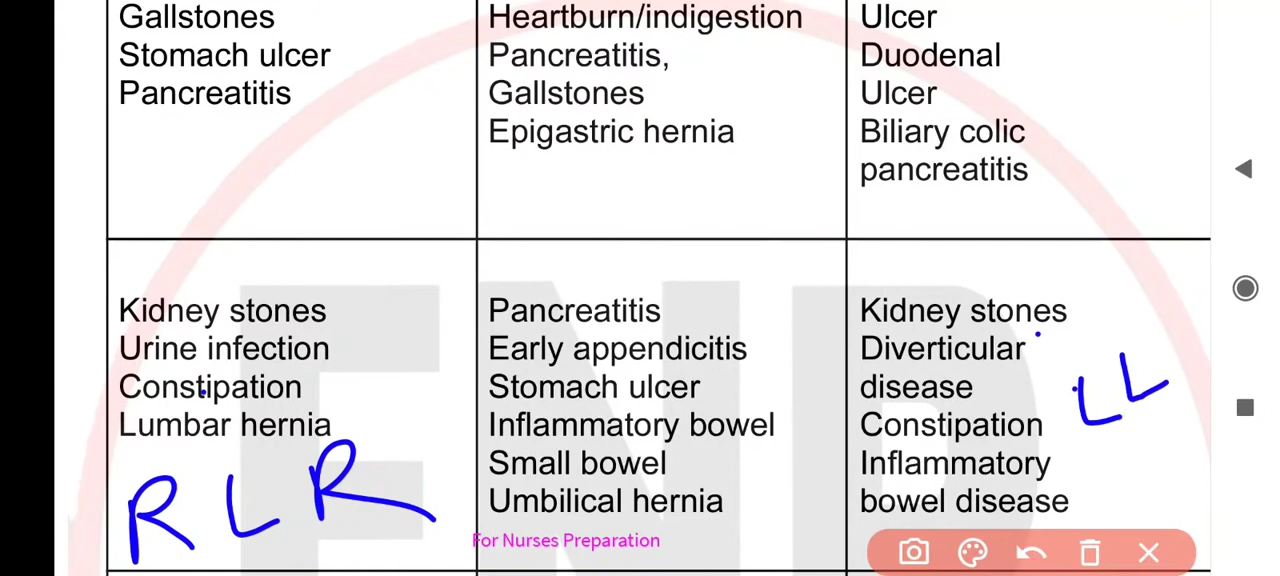 Gallstones
Stomach ulcer
Pancreatitis
Heartburn/indigestion
Pancreatitis,
Gallstones
Epigastric hernia
Ulcer
Duodenal
Ulcer
Biliary colic
pancreatitis
Kidney stones
Urine infection
Constipation
Lumbar hernia
R L R
Pancreatitis
Early appendicitis
Stomach ulcer
Inflammatory bowel
Small bowel
Umbilical hernia
Kidney stones
Diverticular
disease
Constipation
Inflammatory
bowel disease
LL
For Nurses Preparation
END